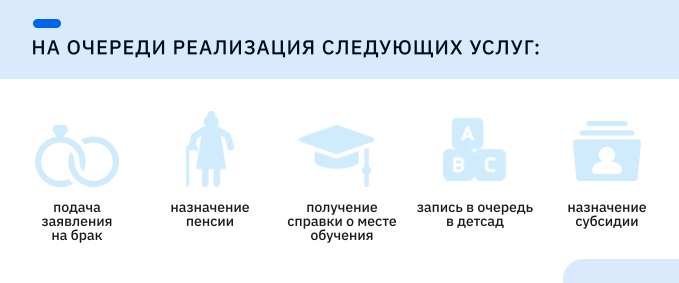 НА ОЧЕРЕДИ РЕАЛИЗАЦИЯ СЛЕДУЮЩИХ УСЛУГ:
подача
заявления
на брак
назначение
пенсии
получение
справки о месте
обучения
A
B C
запись в очередь
в детсад
назначение
субсидии